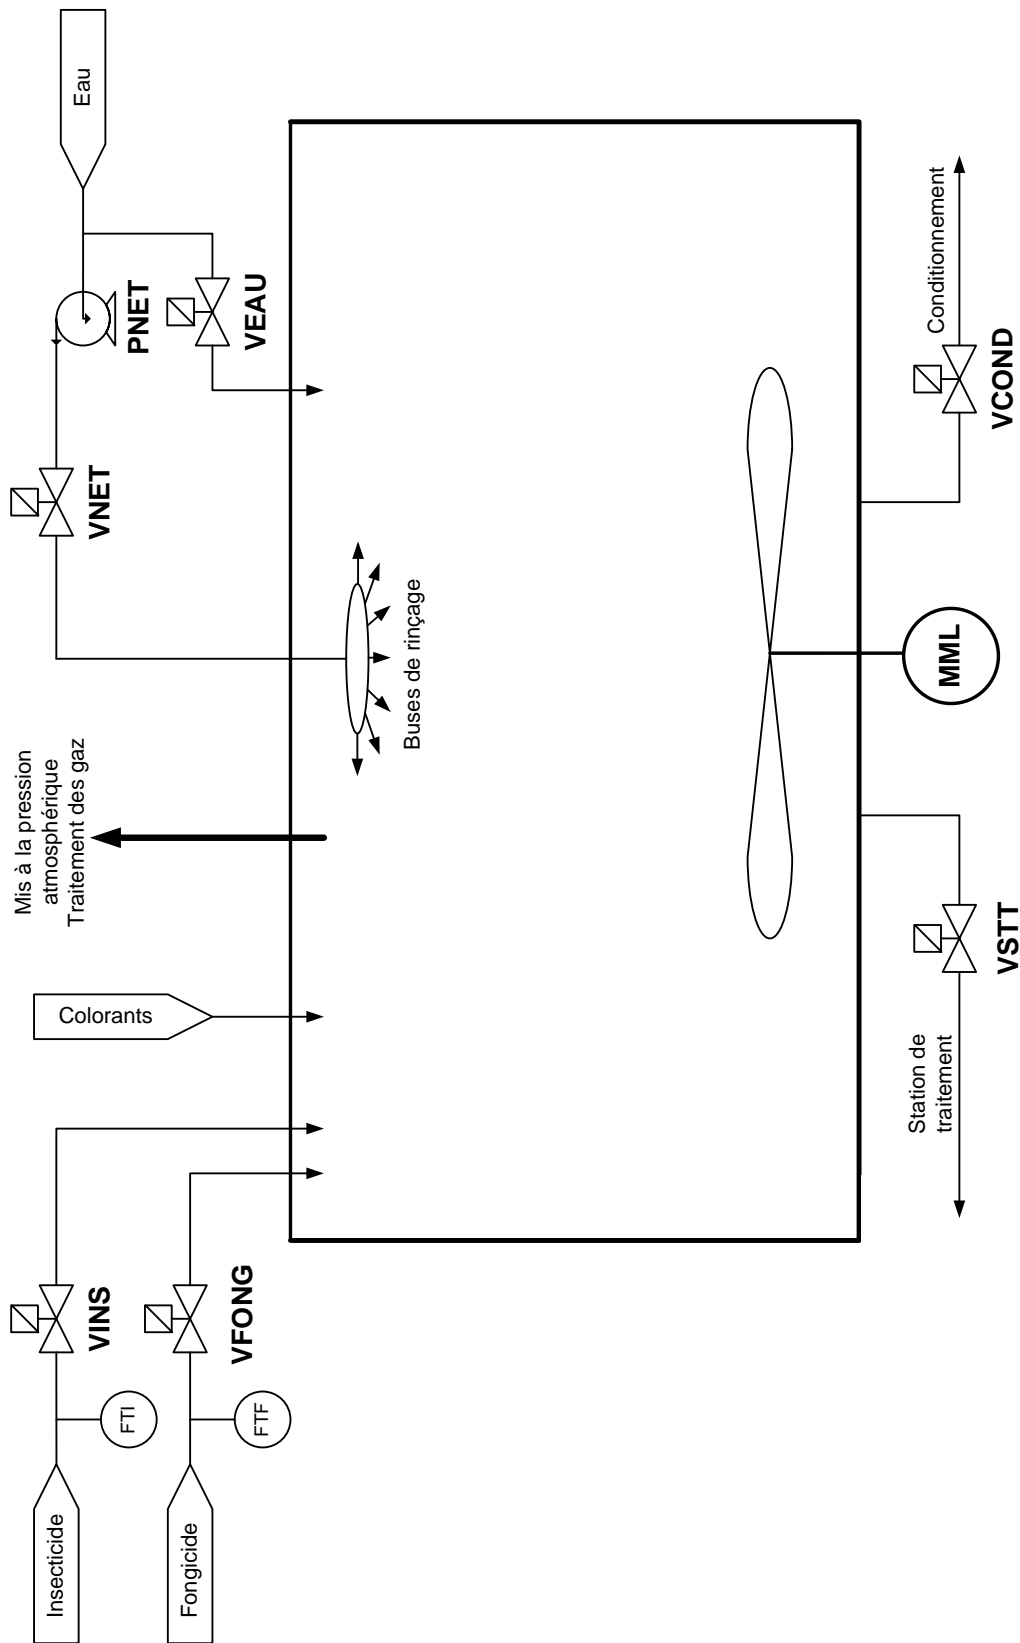 Insecticide
FTI
VINS
Fongicide
FTF
VFONG
Colorants
Mis à la pression
atmosphérique
Traitement des gaz
VNET
PNET
Eau
VEAU
Buses de rinçage
Station de
traitement
VSTT
MML
Conditionnement
VCOND